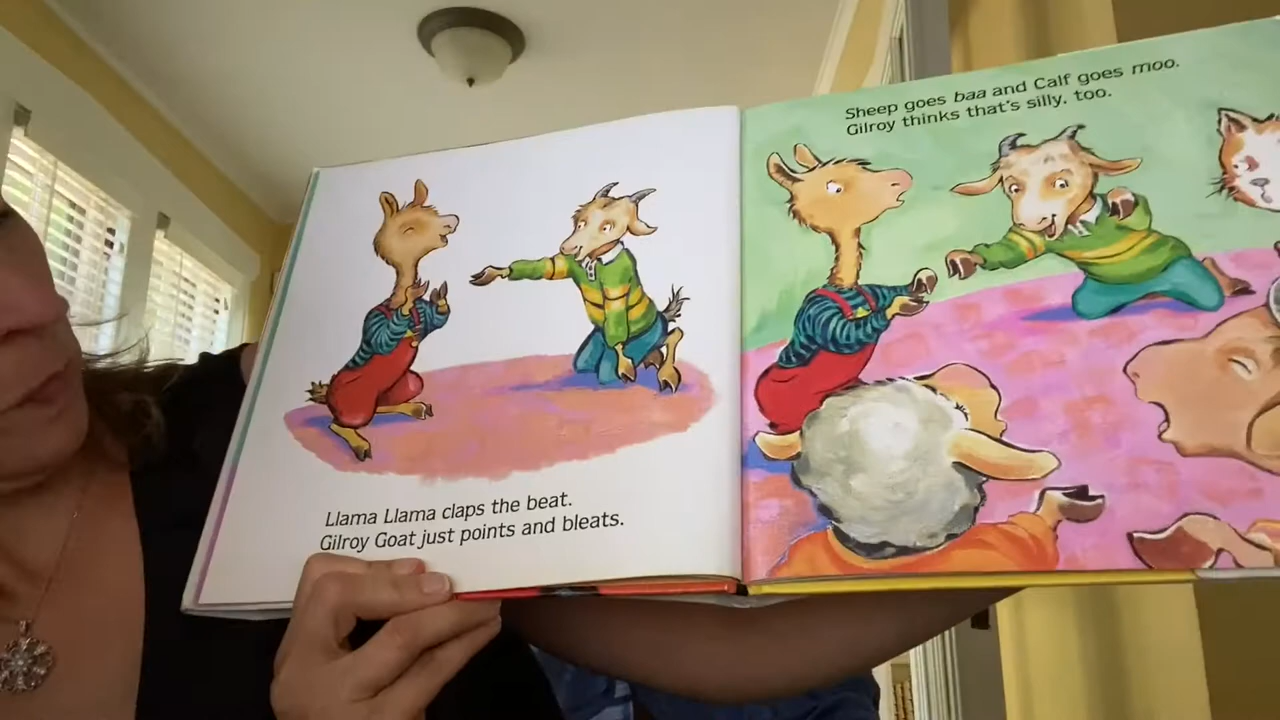 Llama Llama claps the beat.
Gilroy Goat just points and bleats.
Sheep goes baa and Calf goes moo.
Gilroy thinks that's silly, too.